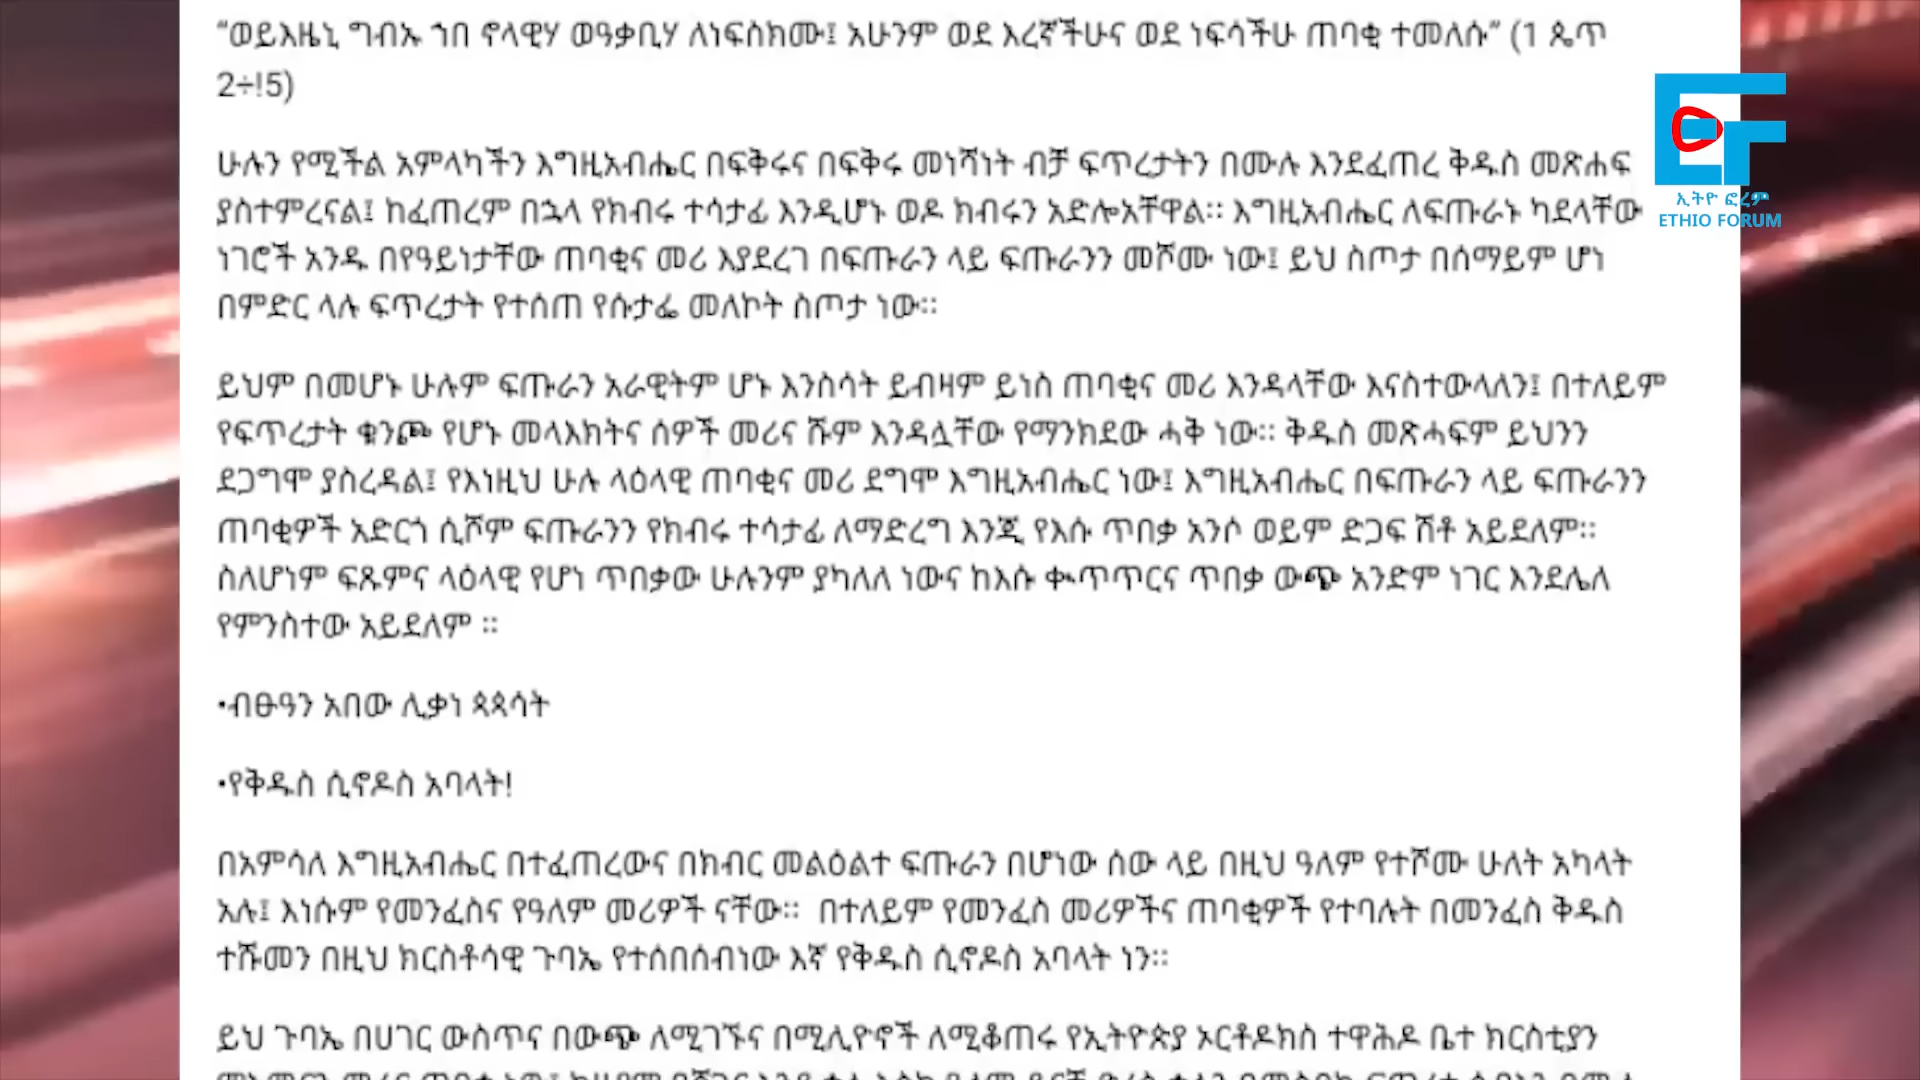 “ወይእዜኒ ግብኡ ኀበ ኖላዊሃ ወዓቃቢሃ ለነፍስክሙ፤ አሁንም ወደ እረኛችሁና ወደ ነፍሳችሁ ጠባቂ ተመለሱ” (1 ጴጥ
2÷!5)
ሁሉን የሚችል አምላካችን እግዚአብሔር በፍቅሩና በፍቅሩ መነሻነት ብቻ ፍጥረታትን በሙሉ እንደፈጠረ ቅዱስ መጽሐፍ
ያስተምረናል፤ ከፈጠረም በኋላ የክብሩ ተሳታፊ እንዲሆኑ ወዶ ክብሩን አድሎአቸዋል። እግዚአብሔር ለፍጡራኑ ካደላቸው
ነገሮች አንዱ በየዓይነታቸው ጠባቂና መሪ እያደረገ በፍጡራን ላይ ፍጡራንን መሾሙ ነው፤ ይህ ስጦታ በሰማይም ሆነ
በምድር ላሉ ፍጥረታት የተሰጠ የሱታፌ መለኮት ስጦታ ነው።
ይህም በመሆኑ ሁሉም ፍጡራን አራዊትም ሆኑ እንስሳት ይብዛም ይነስ ጠባቂና መሪ እንዳላቸው እናስተውላለን፤ በተለይም
የፍጥረታት ቁንጮ የሆኑ መላእክትና ሰዎች መሪና ሹም እንዳሏቸው የማንክደው ሓቅ ነው። ቅዱስ መጽሓፍም ይህንን
ደጋግሞ ያስረዳል፤ የእነዚህ ሁሉ ላዕላዊ ጠባቂና መሪ ደግሞ እግዚአብሔር ነው፤ እግዚአብሔር በፍጡራን ላይ ፍጡራንን
ጠባቂዎች አድርጎ ሲሾም ፍጡራንን የክብሩ ተሳታፊ ለማድረግ እንጂ የእሱ ጥበቃ አንሶ ወይም ድጋፍ ሽቶ አይደለም።
ስለሆነም ፍጹምና ላዕላዊ የሆነ ጥበቃው ሁሉንም ያካለለ ነውና ከእሱ ቊጥጥርና ጥበቃ ውጭ አንድም ነገር እንደሌለ
የምንስተው አይደለም ።
•ብፁዓን አበው ሊቃነ ጳጳሳት
•የቅዱስ ሲኖዶስ አባላት!
በአምሳለ እግዚአብሔር በተፈጠረውና በክብር መልዕልተ ፍጡራን በሆነው ሰው ላይ በዚህ ዓለም የተሾሙ ሁለት አካላት
አሉ፤ እነሱም የመንፈስና የዓለም መሪዎች ናቸው።  በተለይም የመንፈስ መሪዎችና ጠባቂዎች የተባሉት በመንፈስ ቅዱስ
ተሹመን በዚህ ክርስቶሳዊ ጉባኤ የተሰበሰብነው እኛ የቅዱስ ሲኖዶስ አባላት ነን።
ይህ ጉባኤ በሀገር ውስጥና በውጭ ለሚገኙና በሚሊዮኖች ለሚቆጠሩ የኢትዮጵያ ኦርቶዶክስ ተዋሕዶ ቤተ ክርስቲያን
EF
ኢትዮ ፎረም
ETHIO FORUM